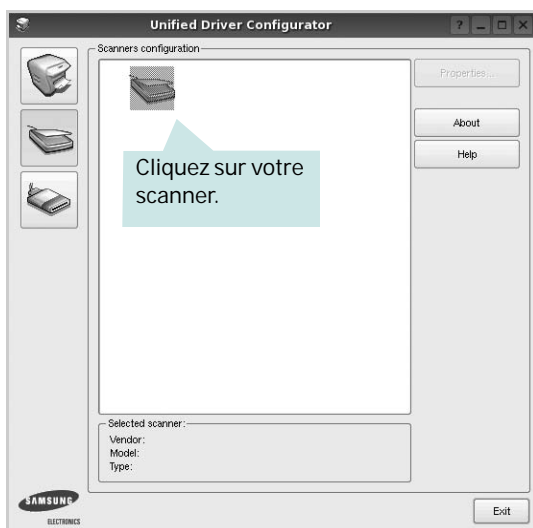 Unified Driver Configurator
Scanners configuration
Properties...
About
Help
Cliquez sur votre
scanner.
Selected scanner:
Vendor:
Model:
Type:
SAMSUNG
ELECTRONICS
Exit